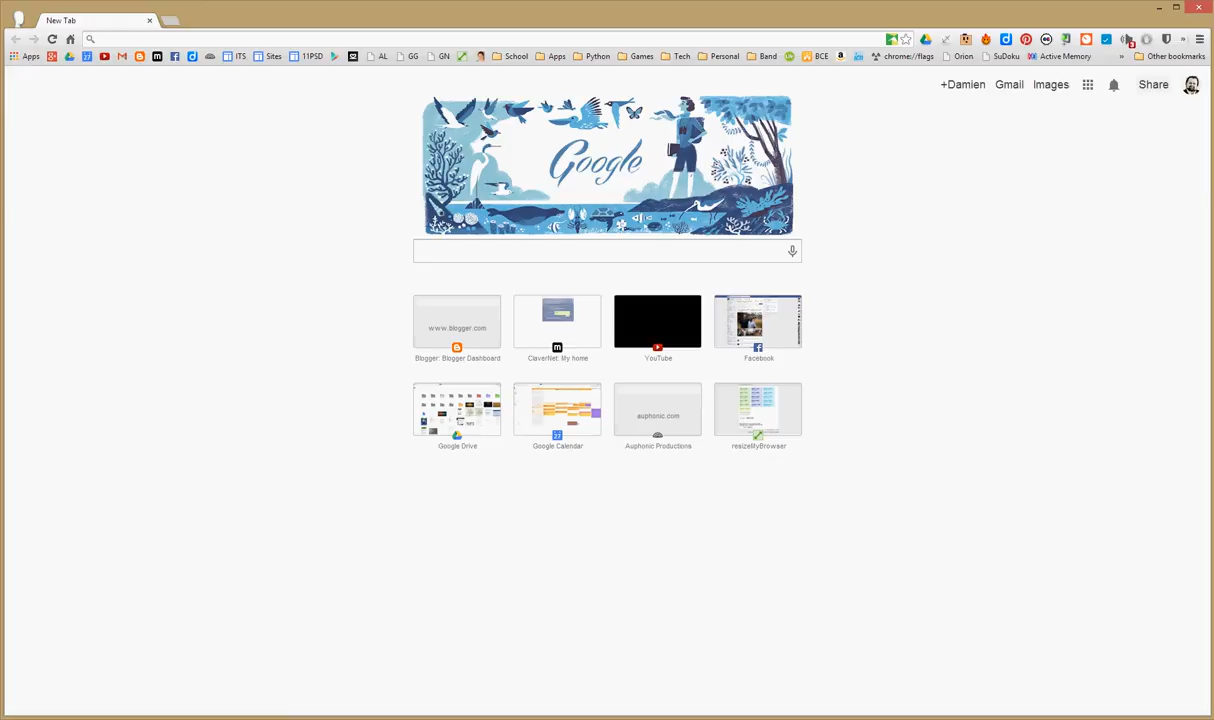 New Tab
Apps ITS Sites 11PSD AL GG GN School Apps Python Games Tech Personal Band BCE chrome://flags Orion SuDoku Active Memory » Other bookmarks
+Damien Gmail Images Share
Google
www.blogger.com
Blogger: Blogger Dashboard ClaverNet: My home YouTube Facebook
auphonic.com
Google Drive Google Calendar Auphonic Productions resizeMyBrowser